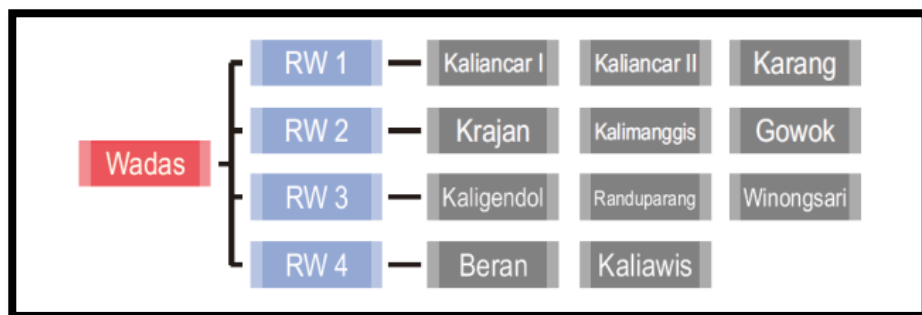 RW 1 Kaliancar I Kaliancar II Karang
RW 2 Krajan Kalimanggis Gowok
Wadas
RW 3 Kaligendol Randuparang Winongsari
RW 4 Beran Kaliawis